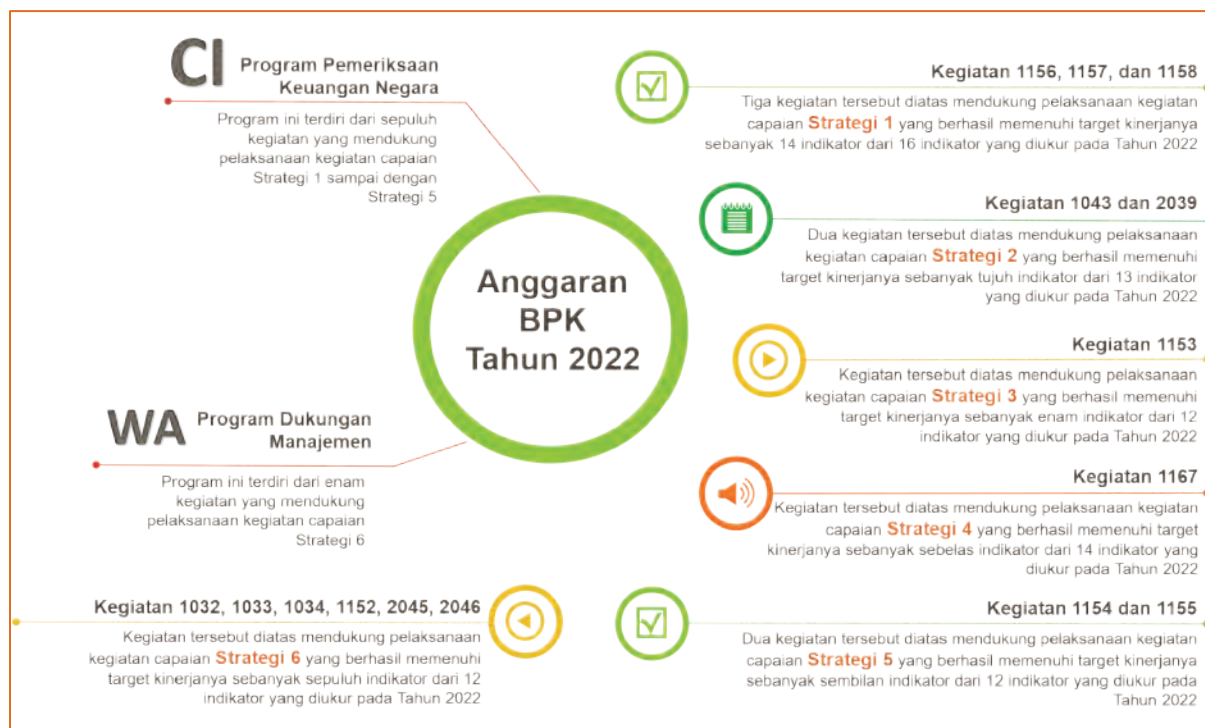 CI
Program Pemeriksaan
Keuangan Negara
Program ini terdiri dari sepuluh
kegiatan yang mendukung
pelaksanaan kegiatan capaian
Strategi 1 sampai dengan
Strategi 5
Anggaran
BPK
Tahun 2022
WA
Program Dukungan
Manajemen
Program ini terdiri dari enam
kegiatan yang mendukung
pelaksanaan kegiatan capaian
Strategi 6
Kegiatan 1156, 1157, dan 1158
Tiga kegiatan tersebut diatas mendukung pelaksanaan kegiatan
capaian Strategi 1 yang berhasil memenuhi target kinerjanya
sebanyak 14 indikator dari 16 indikator yang diukur pada Tahun 2022
Kegiatan 1043 dan 2039
Dua kegiatan tersebut diatas mendukung pelaksanaan
kegiatan capaian Strategi 2 yang berhasil memenuhi
target kinerjanya sebanyak tujuh indikator dari 13 indikator
yang diukur pada Tahun 2022
Kegiatan 1153
Kegiatan tersebut diatas mendukung pelaksanaan
kegiatan capaian Strategi 3 yang berhasil memenuhi
target kinerjanya sebanyak enam indikator dari 12
indikator yang diukur pada Tahun 2022
Kegiatan 1167
Kegiatan tersebut diatas mendukung pelaksanaan kegiatan
capaian Strategi 4 yang berhasil memenuhi target
kinerjanya sebanyak sebelas indikator dari 14 indikator yang
diukur pada Tahun 2022
Kegiatan 1154 dan 1155
Dua kegiatan tersebut diatas mendukung pelaksanaan kegiatan
capaian Strategi 5 yang berhasil memenuhi target kinerjanya
sebanyak sembilan indikator dari 12 indikator yang diukur pada
Tahun 2022
Kegiatan 1032, 1033, 1034, 1152, 2045, 2046
Kegiatan tersebut diatas mendukung pelaksanaan
kegiatan capaian Strategi 6 yang berhasil memenuhi
target kinerjanya sebanyak sepuluh indikator dari 12
indikator yang diukur pada Tahun 2022